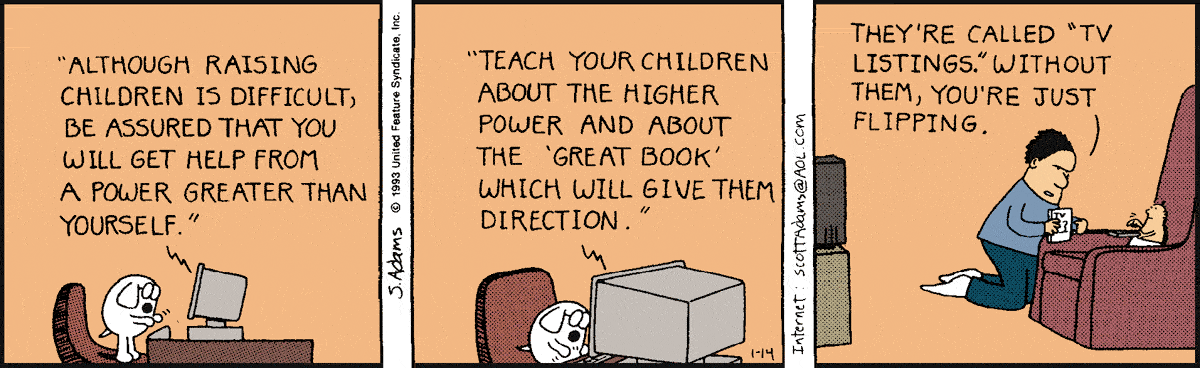 "ALTHOUGH RAISING
CHILDREN IS DIFFICULT,
BE ASSURED THAT YOU
WILL GET HELP FROM
A POWER GREATER THAN
YOURSELF."
S. Adams © 1993 United Feature Syndicate, Inc.
"TEACH YOUR CHILDREN
ABOUT THE HIGHER
POWER AND ABOUT
THE 'GREAT BOOK'
WHICH WILL GIVE THEM
DIRECTION."
1-14
Internet: SCOTTADAMS@AOL.COM
THEY'RE CALLED "TV
LISTINGS." WITHOUT
THEM, YOU'RE JUST
FLIPPING.
TV